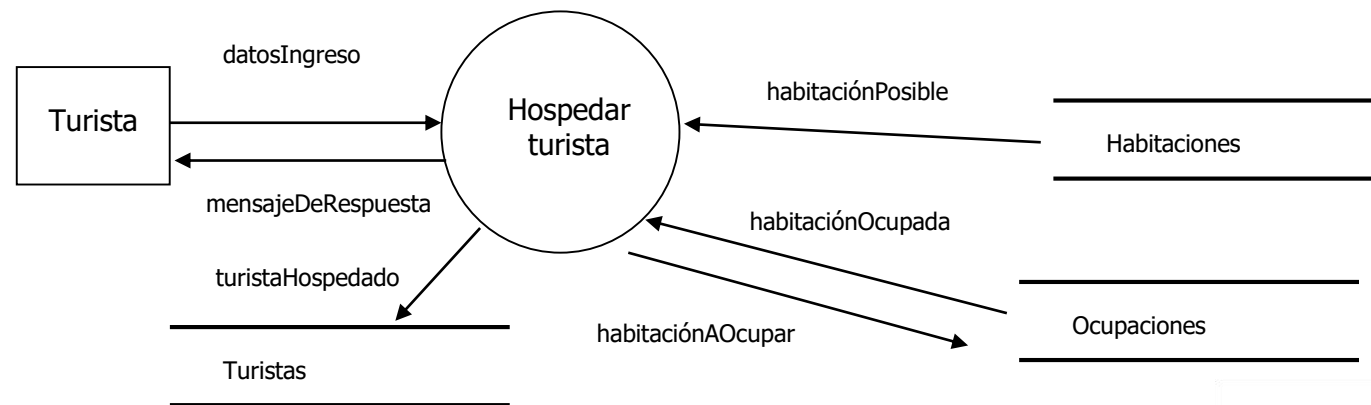 datosIngreso
Turista
Hospedar
turista
habitaciónPosible
Habitaciones
mensajeDeRespuesta
habitaciónOcupada
turistaHospedado
habitaciónAOcupar
Ocupaciones
Turistas